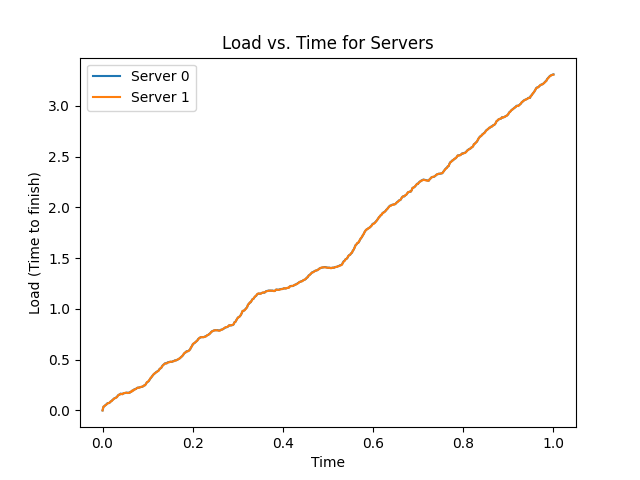 Load vs. Time for Servers
Server 0
Server 1
3.0
2.5
2.0
1.5
1.0
0.5
0.0
Load (Time to finish)
0.0 0.2 0.4 0.6 0.8 1.0
Time